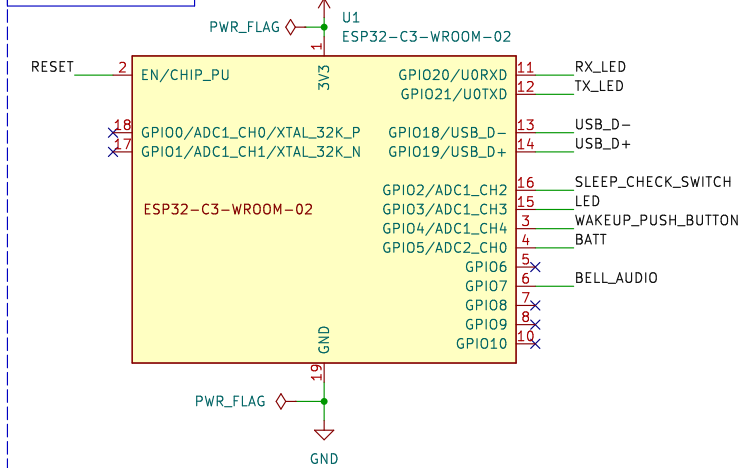 PWR_FLAG
U1
ESP32-C3-WROOM-02
1
3V3
RESET
2
EN/CHIP_PU
GPIO20/U0RXD
11
RX_LED
GPIO21/U0TXD
12
TX_LED
18
GPIO0/ADC1_CH0/XTAL_32K_P
GPIO18/USB_D-
13
USB_D-
17
GPIO1/ADC1_CH1/XTAL_32K_N
GPIO19/USB_D+
14
USB_D+
GPIO2/ADC1_CH2
16
SLEEP_CHECK_SWITCH
ESP32-C3-WROOM-02
GPIO3/ADC1_CH3
15
LED
GPIO4/ADC1_CH4
3
WAKEUP_PUSH_BUTTON
GPIO5/ADC2_CH0
4
BATT
GPIO6
5
GPIO7
6
BELL_AUDIO
GPIO8
7
GPIO9
8
GPIO10
10
GND
19
PWR_FLAG
GND